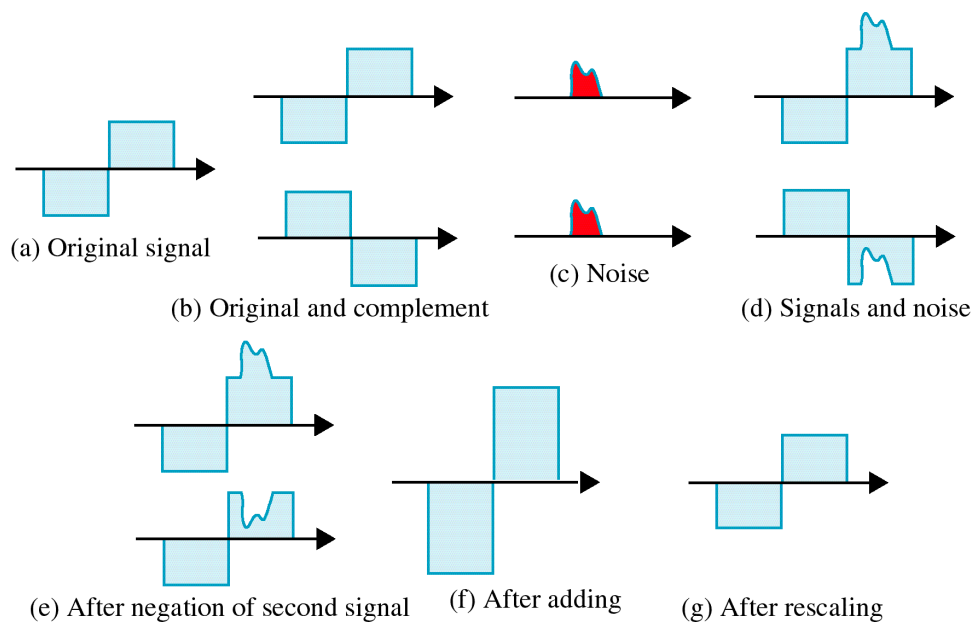 (a) Original signal
(b) Original and complement
(c) Noise
(d) Signals and noise
(e) After negation of second signal
(f) After adding
(g) After rescaling